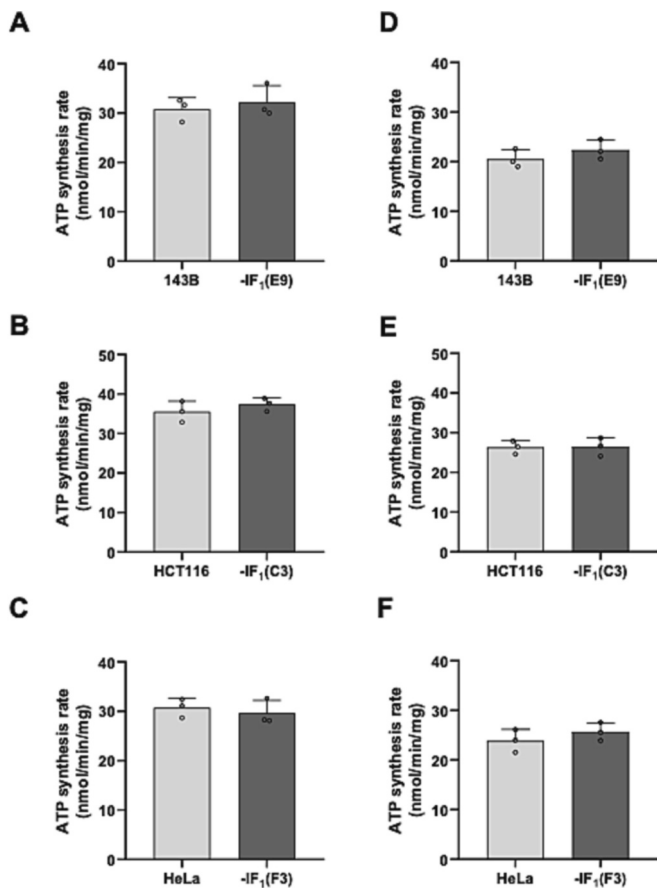 A
ATP synthesis rate
(nmol/min/mg)
40
30
20
10
0
143B
-IF₁(E9)
D
ATP synthesis rate
(nmol/min/mg)
40
30
20
10
0
143B
-IF₁(E9)
B
ATP synthesis rate
(nmol/min/mg)
50
40
30
20
10
0
HCT116
-IF₁(C3)
E
ATP synthesis rate
(nmol/min/mg)
50
40
30
20
10
0
HCT116
-IF₁(C3)
C
ATP synthesis rate
(nmol/min/mg)
40
30
20
10
0
HeLa
-IF₁(F3)
F
ATP synthesis rate
(nmol/min/mg)
40
30
20
10
0
HeLa
-IF₁(F3)